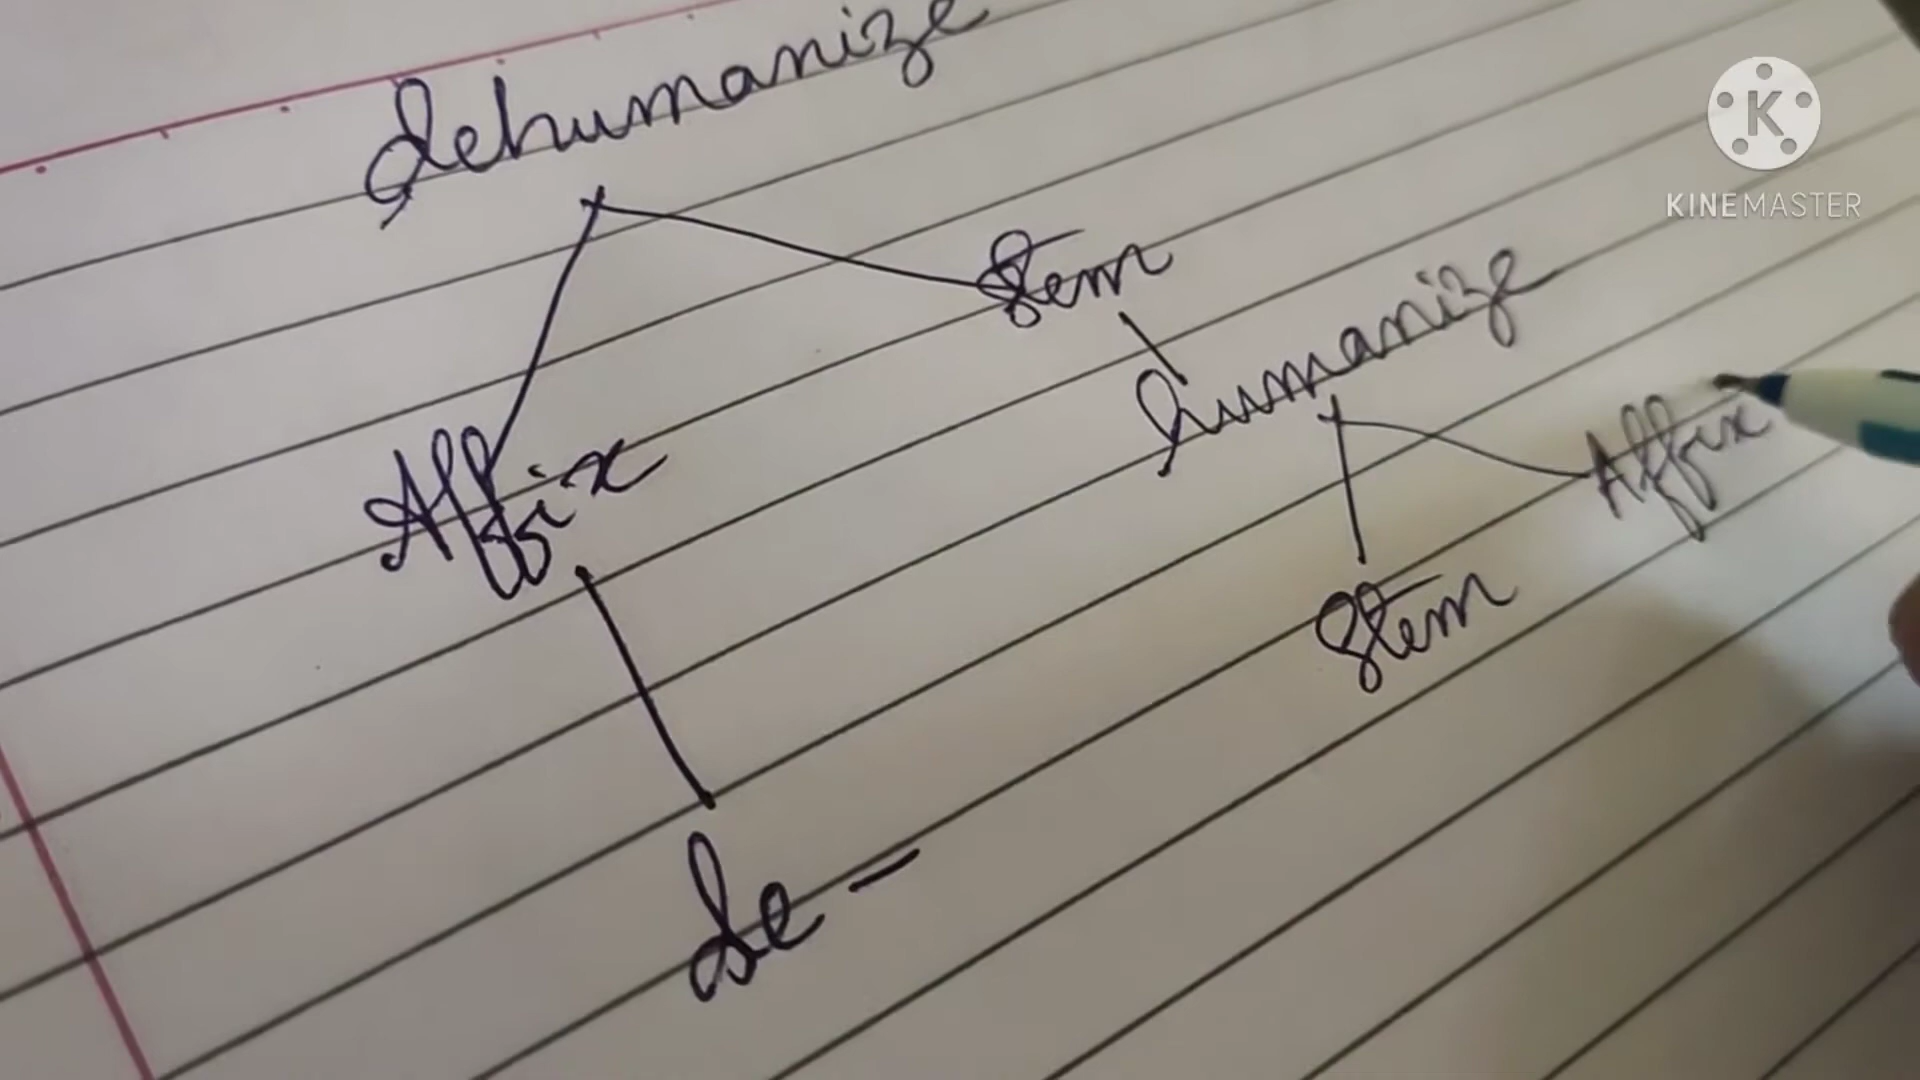 dehumanize
Stem
humanize
Affix
Affix
Stem
de -
KINEMASTER